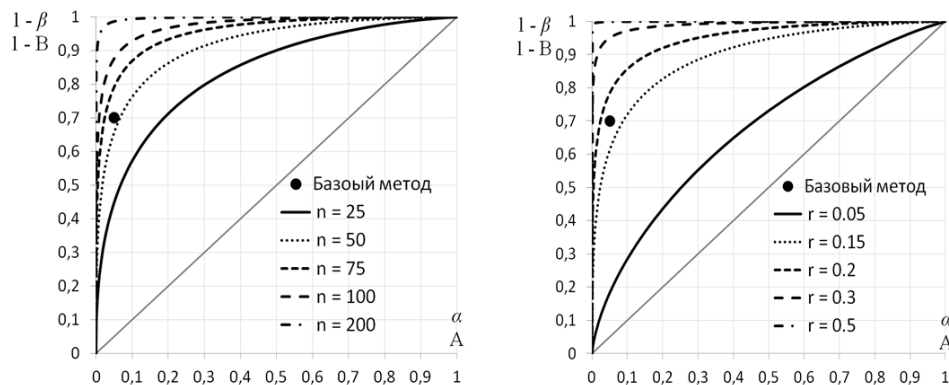 1 - β
1 - B
1
0,9
0,8
0,7
0,6
0,5
0,4
0,3
0,2
0,1
0
Базоый метод
n = 25
n = 50
n = 75
n = 100
n = 200
α
A
0 0,1 0,2 0,3 0,4 0,5 0,6 0,7 0,8 0,9 1
1 - β
1 - B
1
0,9
0,8
0,7
0,6
0,5
0,4
0,3
0,2
0,1
0
Базовый метод
r = 0.05
r = 0.15
r = 0.2
r = 0.3
r = 0.5
α
A
0 0,1 0,2 0,3 0,4 0,5 0,6 0,7 0,8 0,9 1